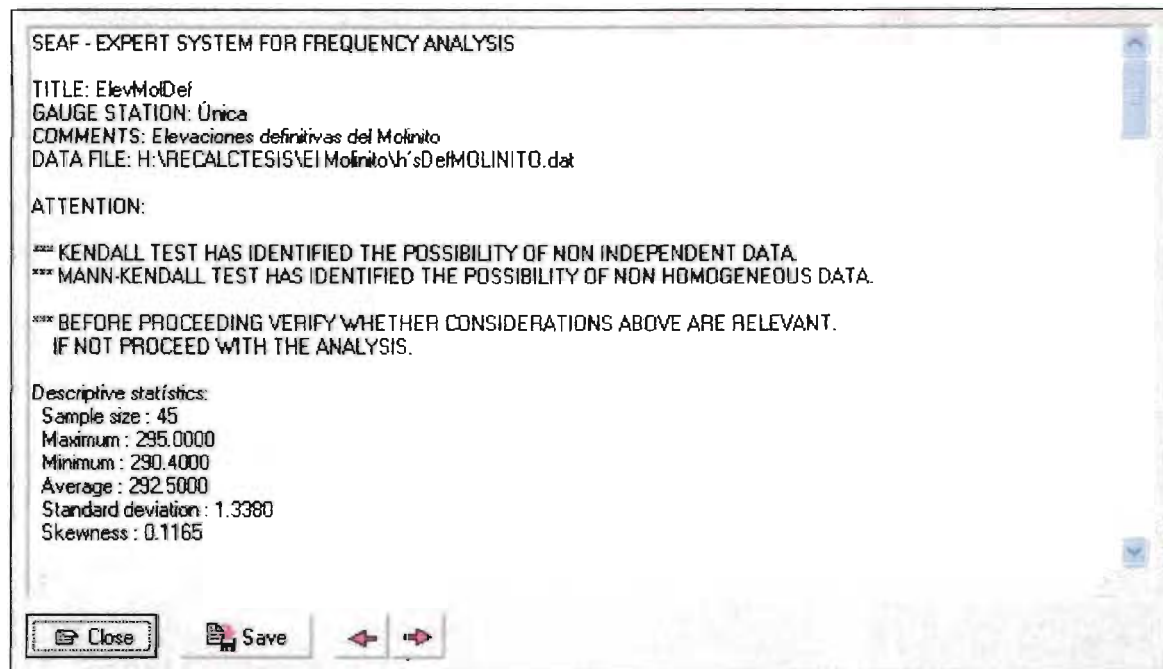 SEAF - EXPERT SYSTEM FOR FREQUENCY ANALYSIS
TITLE: ElevMolDef
GAUGE STATION: Única
COMMENTS: Elevaciones definitivas del Molinito
DATA FILE: H:\RECALCTESIS\El Molinito\h'sDefMOLINITO.dat
ATTENTION:
*** KENDALL TEST HAS IDENTIFIED THE POSSIBILITY OF NON INDEPENDENT DATA.
*** MANN-KENDALL TEST HAS IDENTIFIED THE POSSIBILITY OF NON HOMOGENEOUS DATA.
*** BEFORE PROCEEDING VERIFY WHETHER CONSIDERATIONS ABOVE ARE RELEVANT.
IF NOT PROCEED WITH THE ANALYSIS.
Descriptive statístics:
Sample size : 45
Maximum : 295.0000
Minimum : 290.4000
Average : 292.5000
Standard deviation : 1.3380
Skewness : 0.1165
Close Save